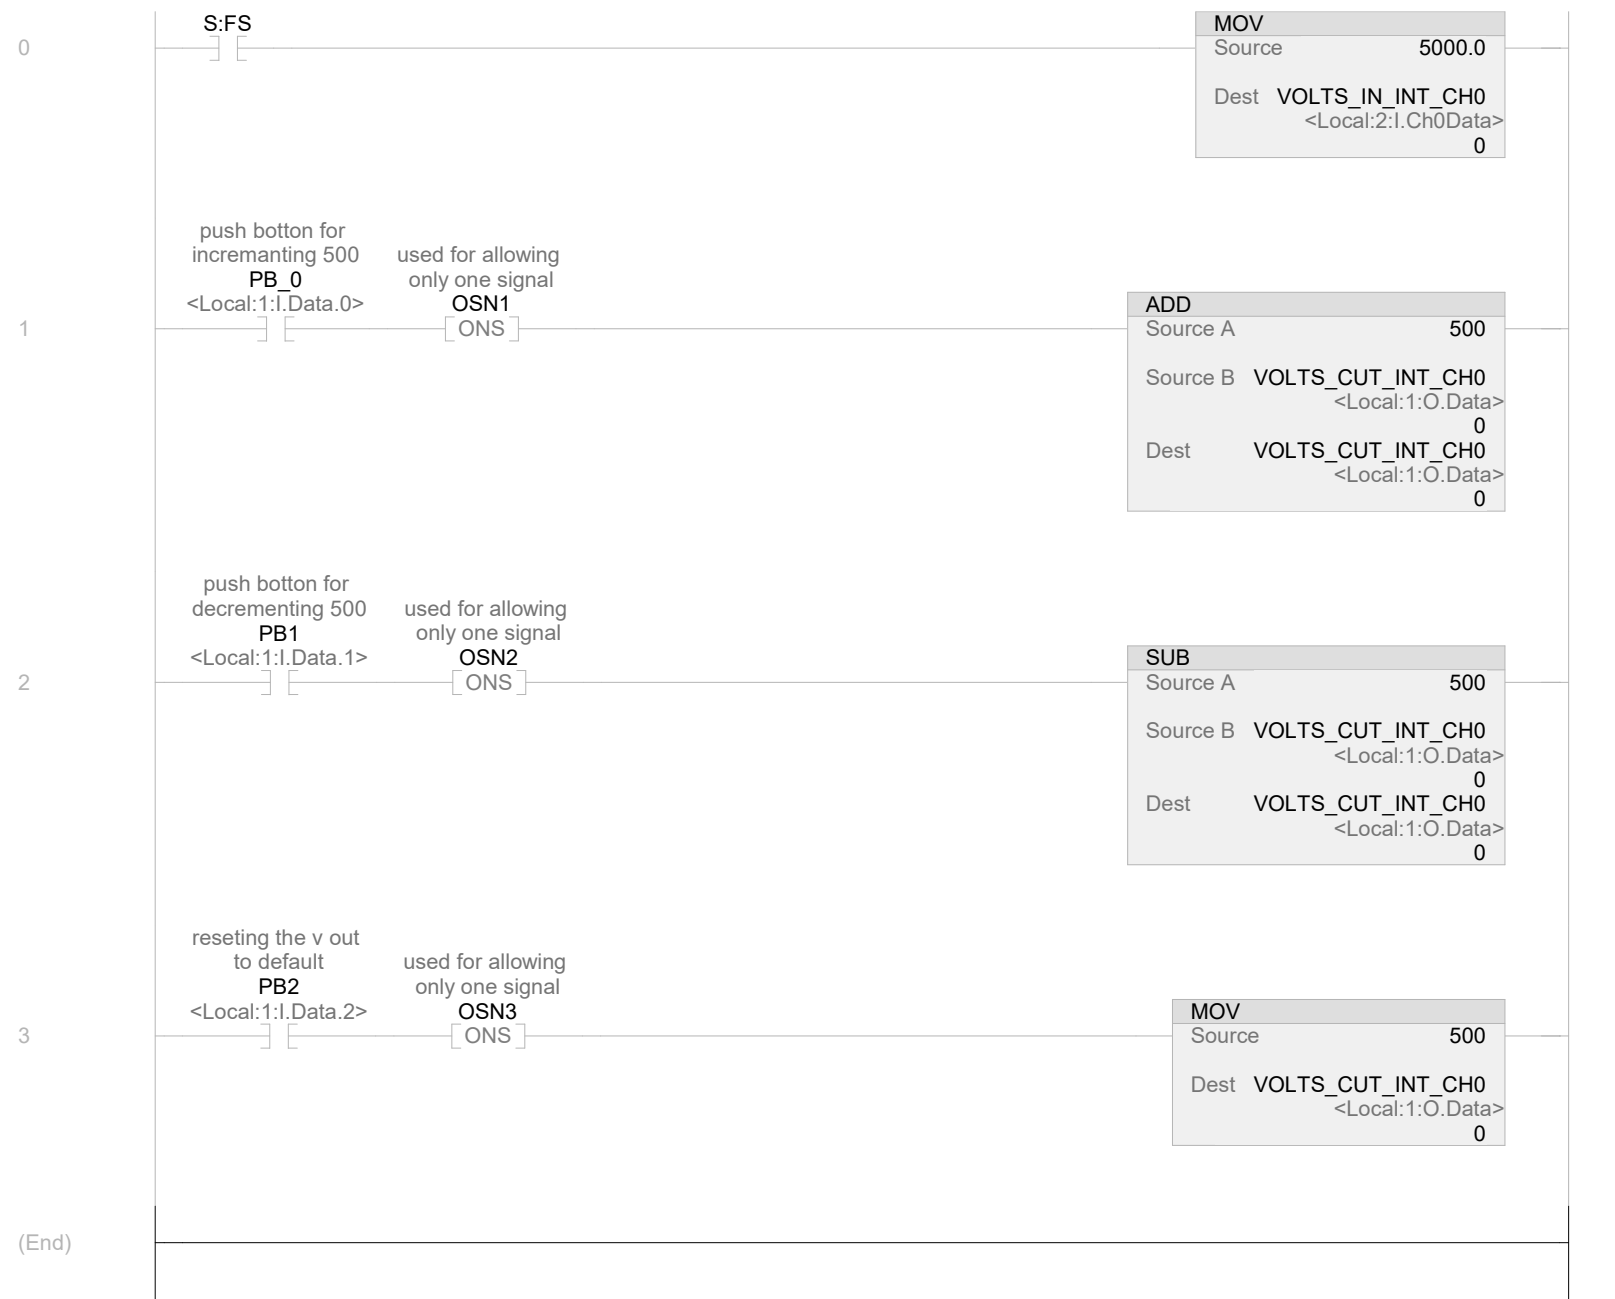 S:FS
0
MOV
Source 5000.0
Dest VOLTS_IN_INT_CH0
<Local:2:I.Ch0Data>
0
push botton for
incremanting 500
PB_0
<Local:1:I.Data.0>
used for allowing
only one signal
OSN1
1
ONS
ADD
Source A 500
Source B VOLTS_CUT_INT_CH0
<Local:1:O.Data>
0
Dest VOLTS_CUT_INT_CH0
<Local:1:O.Data>
0
push botton for
decrementing 500
PB1
<Local:1:I.Data.1>
used for allowing
only one signal
OSN2
2
ONS
SUB
Source A 500
Source B VOLTS_CUT_INT_CH0
<Local:1:O.Data>
0
Dest VOLTS_CUT_INT_CH0
<Local:1:O.Data>
0
reseting the v out
to default
PB2
<Local:1:I.Data.2>
used for allowing
only one signal
OSN3
3
ONS
MOV
Source 500
Dest VOLTS_CUT_INT_CH0
<Local:1:O.Data>
0
(End)